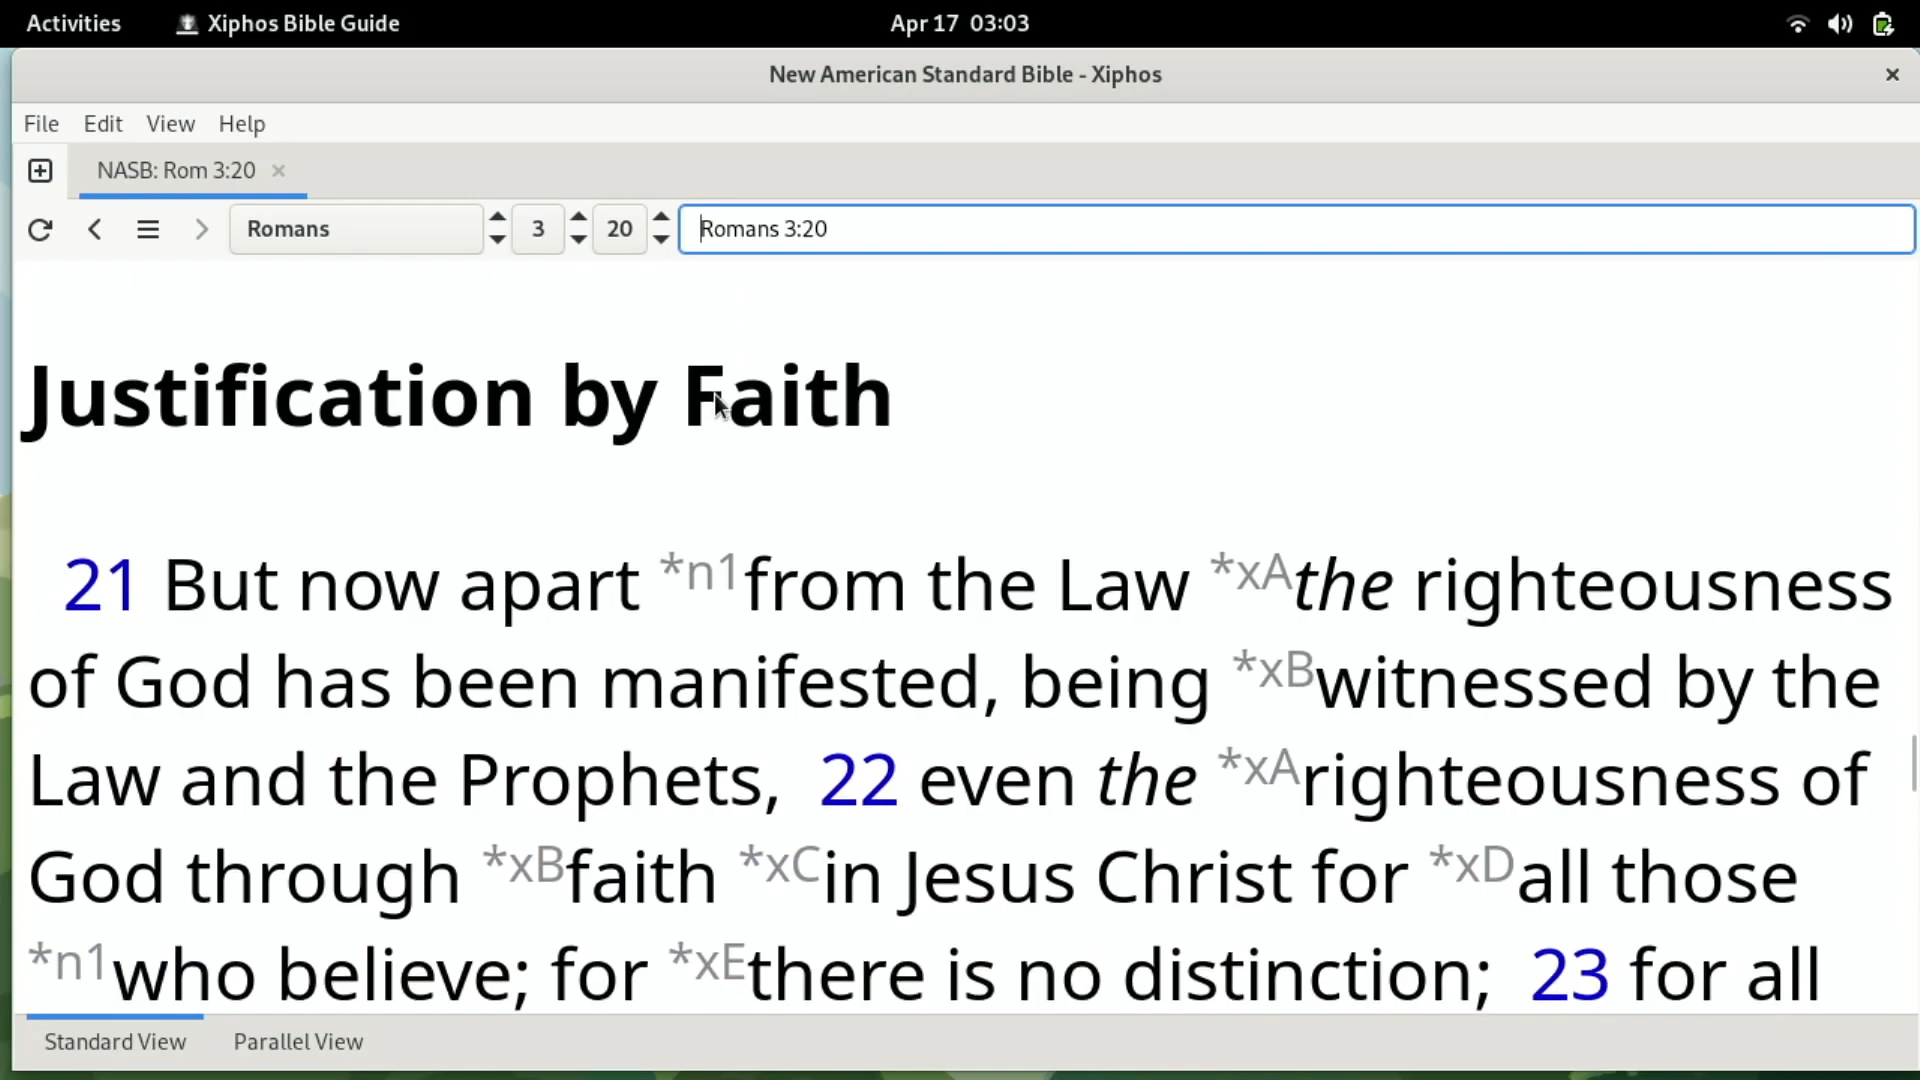 Activities Xiphos Bible Guide Apr 17 03:03
New American Standard Bible - Xiphos ×
File Edit View Help
NASB: Rom 3:20 ×
Romans 3 20 Romans 3:20
Justification by Faith
21 But now apart *n1from the Law *xAthe righteousness
of God has been manifested, being *xBwitnessed by the
Law and the Prophets, 22 even the *xArighteousness of
God through *xBfaith *xCin Jesus Christ for *xDall those
*n1who believe; for *xEthere is no distinction; 23 for all
Standard View Parallel View